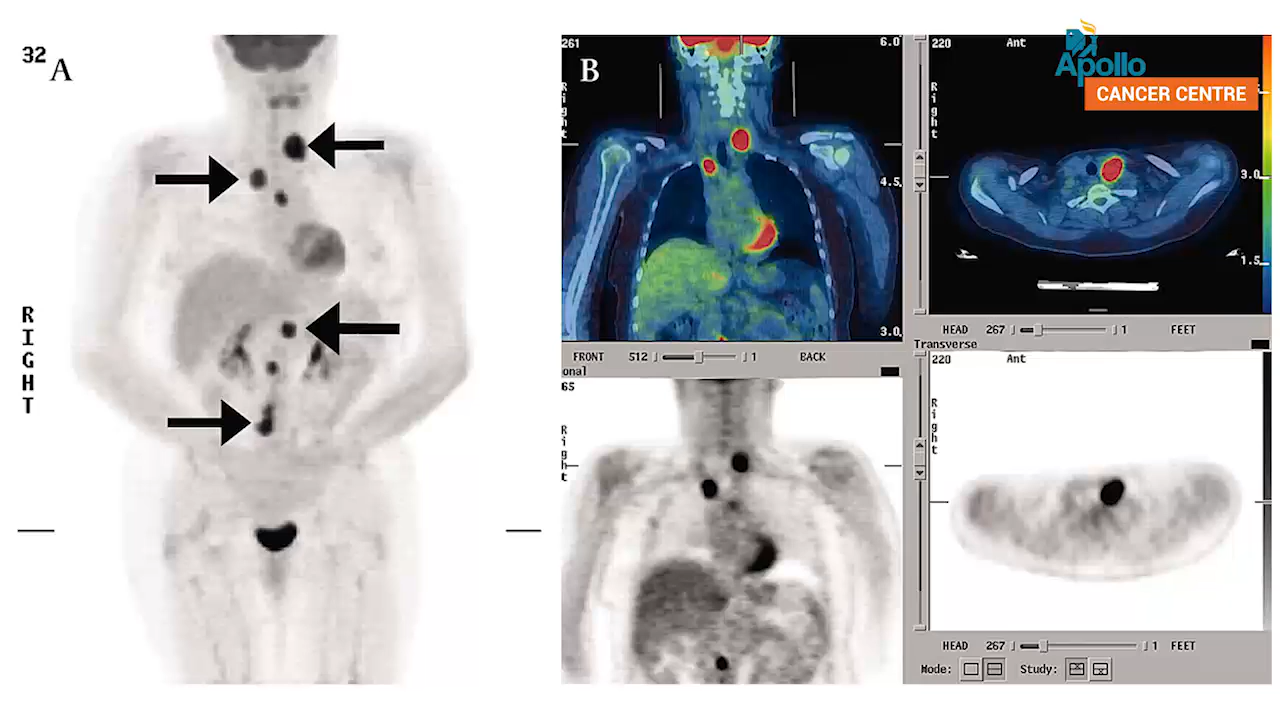 32 A
RIGHT
B
261
6.0
Right
4.5
3.0
FRONT 512 1 BACK
onal
65
Right
220 Ant
Right
Apollo
CANCER CENTRE
3.0
1.5
HEAD 267 1 FEET
Transverse
220 Ant
Right
HEAD 267 1 FEET
Mode: Study: